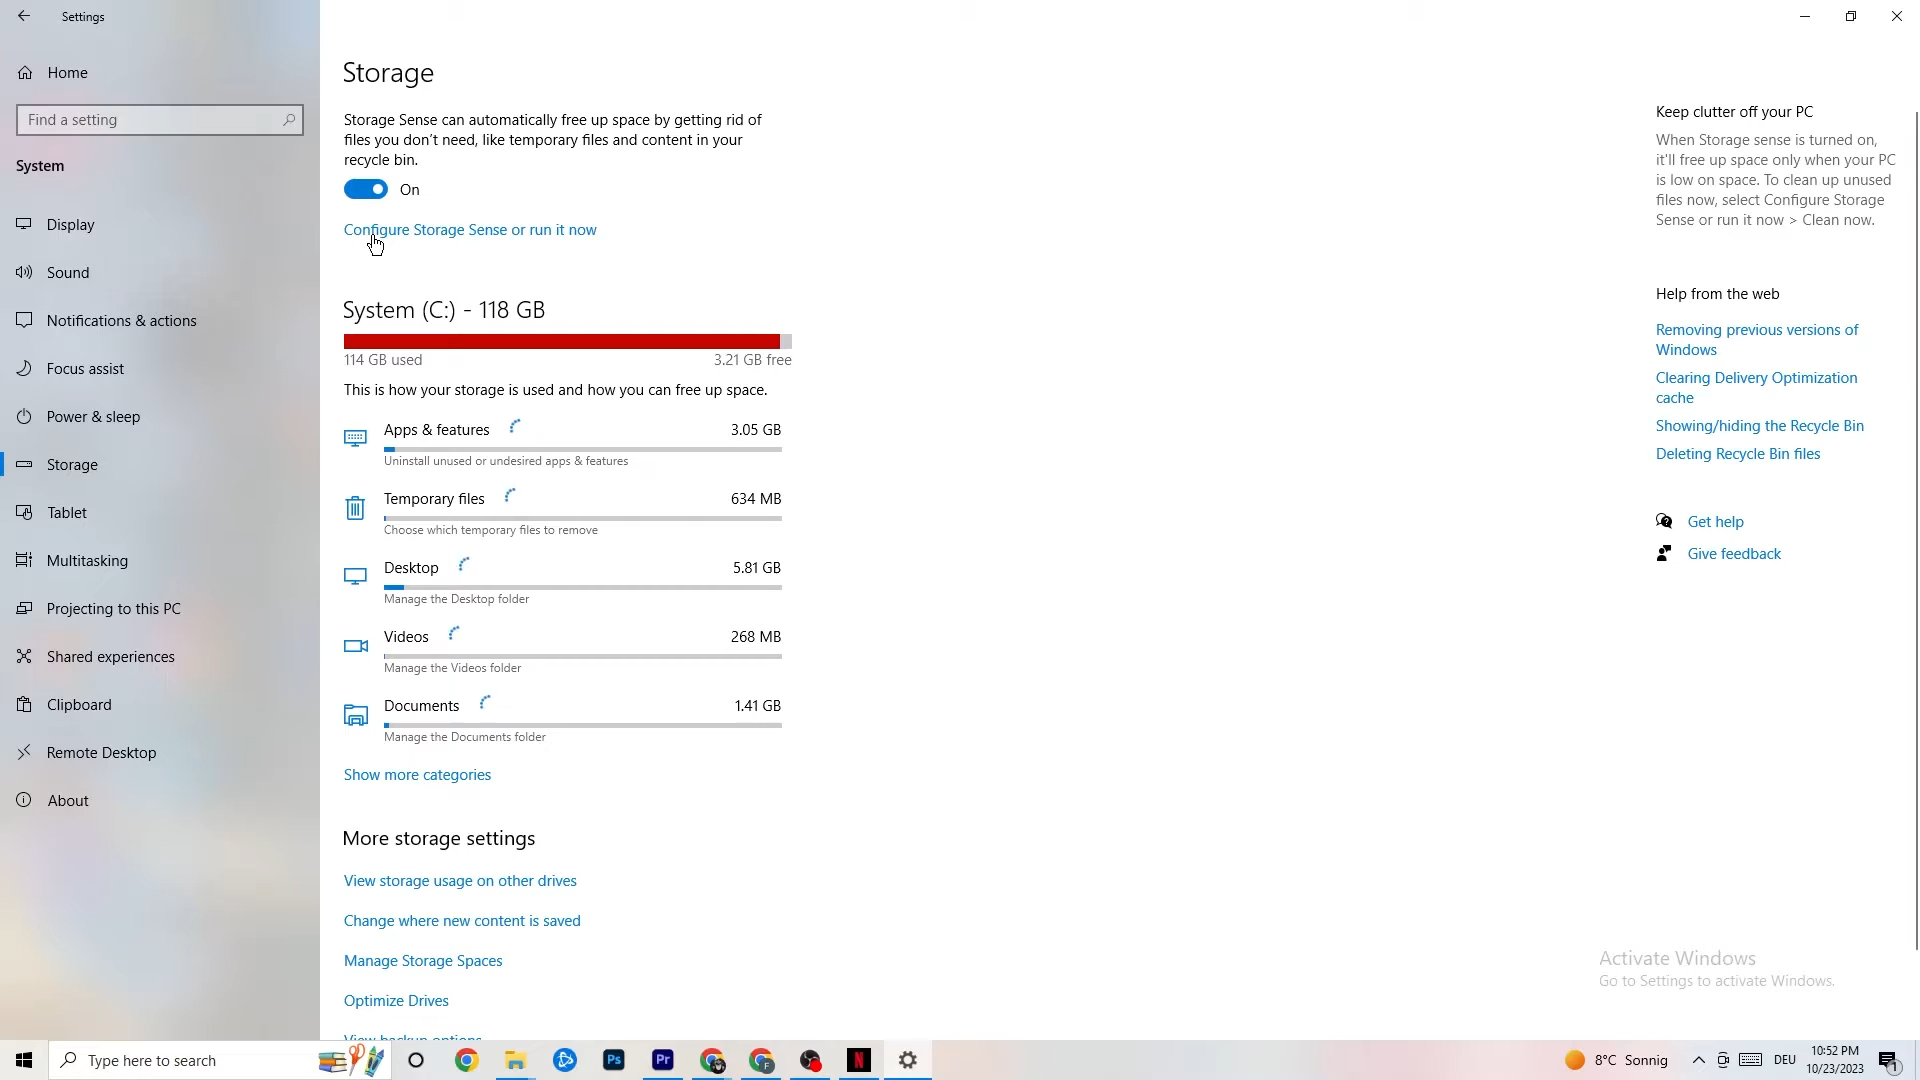 Settings
Home
Find a setting
System
Display
Sound
Notifications & actions
Focus assist
Power & sleep
Storage
Tablet
Multitasking
Projecting to this PC
Shared experiences
Clipboard
Remote Desktop
About
Storage
Storage Sense can automatically free up space by getting rid of
files you don't need, like temporary files and content in your
recycle bin.
On
Configure Storage Sense or run it now
System (C:) - 118 GB
114 GB used 3.21 GB free
This is how your storage is used and how you can free up space.
Apps & features 3.05 GB
Uninstall unused or undesired apps & features
Temporary files 634 MB
Choose which temporary files to remove
Desktop 5.81 GB
Manage the Desktop folder
Videos 268 MB
Manage the Videos folder
Documents 1.41 GB
Manage the Documents folder
Show more categories
More storage settings
View storage usage on other drives
Change where new content is saved
Manage Storage Spaces
Optimize Drives
View backup options
Keep clutter off your PC
When Storage sense is turned on,
it'll free up space only when your PC
is low on space. To clean up unused
files now, select Configure Storage
Sense or run it now > Clean now.
Help from the web
Removing previous versions of
Windows
Clearing Delivery Optimization
cache
Showing/hiding the Recycle Bin
Deleting Recycle Bin files
Get help
Give feedback
Activate Windows
Go to Settings to activate Windows.
Type here to search
Ps
Pr
F
N
8°C Sonnig
DEU
10:52 PM
10/23/2023
1